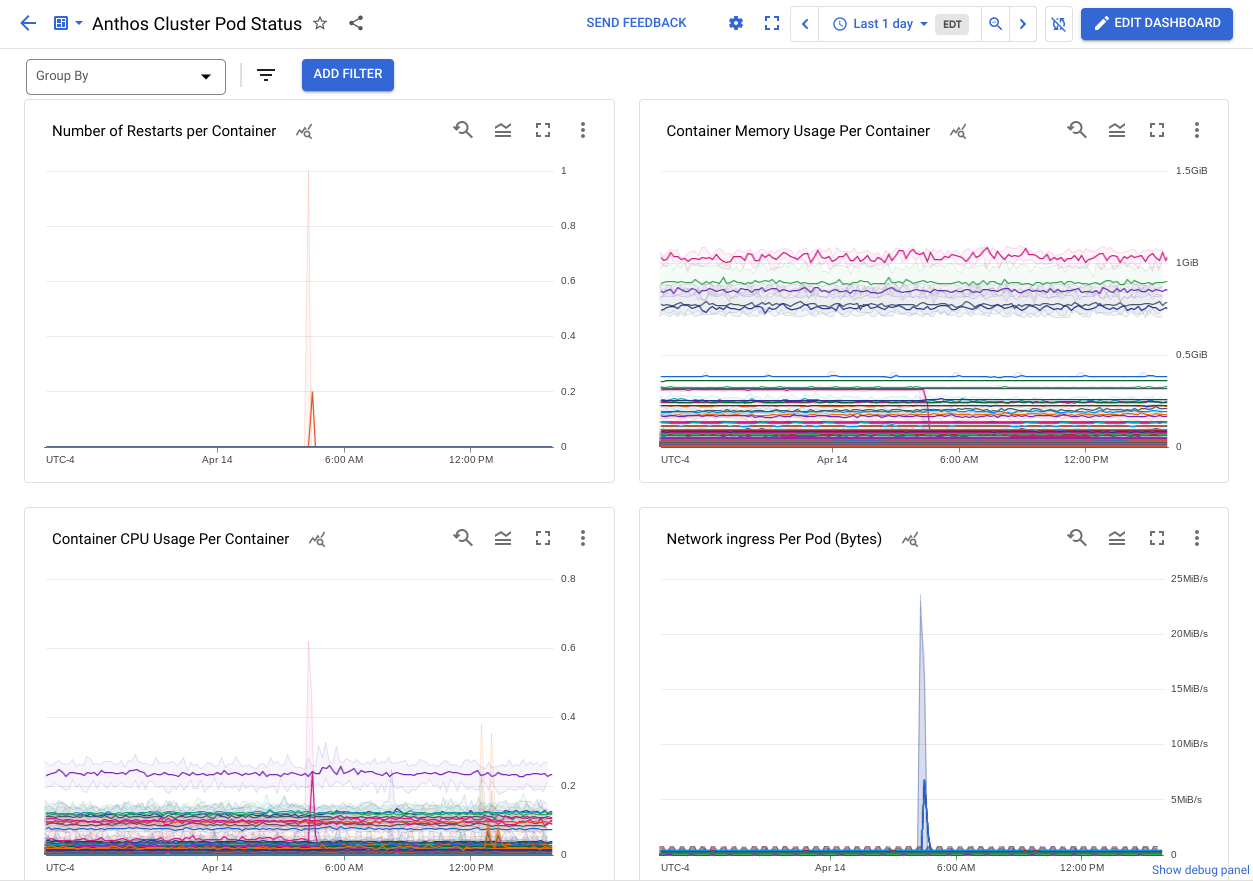 Anthos Cluster Pod Status
SEND FEEDBACK
Last 1 day
EDT
EDIT DASHBOARD
Group By
ADD FILTER
Number of Restarts per Container
1
0.8
0.6
0.4
0.2
0
UTC-4
Apr 14
6:00 AM
12:00 PM
Container Memory Usage Per Container
1.5GiB
1GiB
0.5GiB
0
UTC-4
Apr 14
6:00 AM
12:00 PM
Container CPU Usage Per Container
0.8
0.6
0.4
0.2
0
UTC-4
Apr 14
6:00 AM
12:00 PM
Network ingress Per Pod (Bytes)
25MiB/s
20MiB/s
15MiB/s
10MiB/s
5MiB/s
0
UTC-4
Apr 14
6:00 AM
12:00 PM
Show debug panel